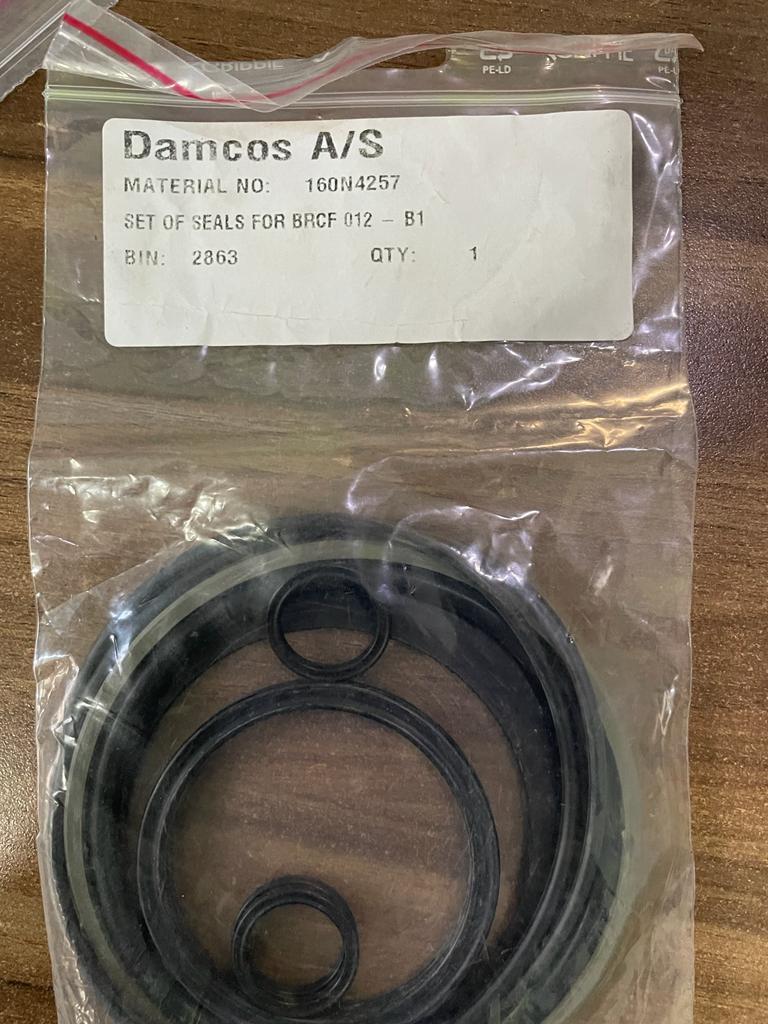 PE-LD
Damcos A/S
MATERIAL NO: 160N4257
SET OF SEALS FOR BRCF 012 – B1
BIN: 2863 QTY: 1